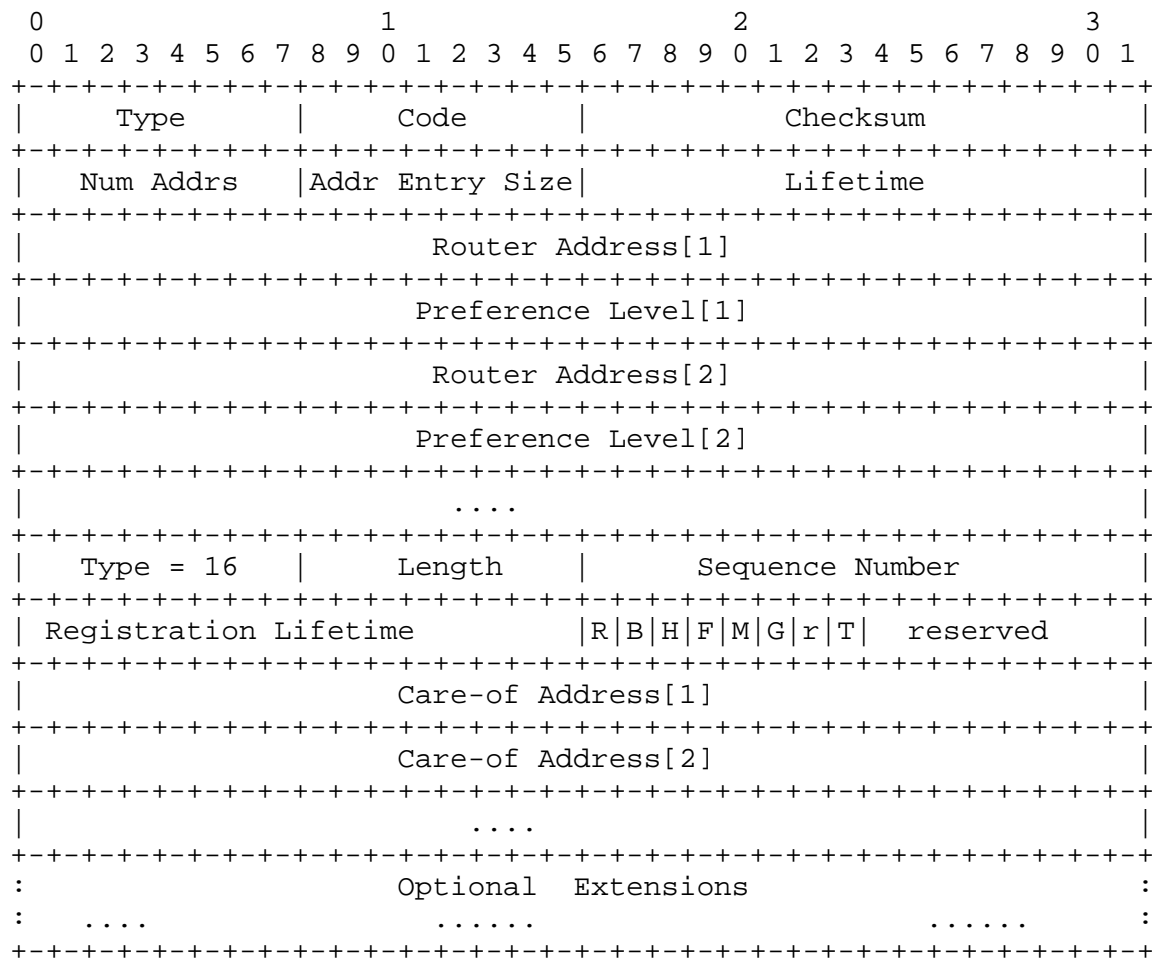 0                   1                   2                   3
 0 1 2 3 4 5 6 7 8 9 0 1 2 3 4 5 6 7 8 9 0 1 2 3 4 5 6 7 8 9 0 1
+-+-+-+-+-+-+-+-+-+-+-+-+-+-+-+-+-+-+-+-+-+-+-+-+-+-+-+-+-+-+-+-+
|     Type      |     Code      |           Checksum            |
+-+-+-+-+-+-+-+-+-+-+-+-+-+-+-+-+-+-+-+-+-+-+-+-+-+-+-+-+-+-+-+-+
|   Num Addrs   |Addr Entry Size|           Lifetime            |
+-+-+-+-+-+-+-+-+-+-+-+-+-+-+-+-+-+-+-+-+-+-+-+-+-+-+-+-+-+-+-+-+
|                       Router Address[1]                       |
+-+-+-+-+-+-+-+-+-+-+-+-+-+-+-+-+-+-+-+-+-+-+-+-+-+-+-+-+-+-+-+-+
|                      Preference Level[1]                      |
+-+-+-+-+-+-+-+-+-+-+-+-+-+-+-+-+-+-+-+-+-+-+-+-+-+-+-+-+-+-+-+-+
|                       Router Address[2]                       |
+-+-+-+-+-+-+-+-+-+-+-+-+-+-+-+-+-+-+-+-+-+-+-+-+-+-+-+-+-+-+-+-+
|                      Preference Level[2]                      |
+-+-+-+-+-+-+-+-+-+-+-+-+-+-+-+-+-+-+-+-+-+-+-+-+-+-+-+-+-+-+-+-+
|                        ....                                   |
+-+-+-+-+-+-+-+-+-+-+-+-+-+-+-+-+-+-+-+-+-+-+-+-+-+-+-+-+-+-+-+-+
|   Type = 16   |     Length    |      Sequence Number          |
+-+-+-+-+-+-+-+-+-+-+-+-+-+-+-+-+-+-+-+-+-+-+-+-+-+-+-+-+-+-+-+-+
| Registration Lifetime         |R|B|H|F|M|G|r|T|  reserved     |
+-+-+-+-+-+-+-+-+-+-+-+-+-+-+-+-+-+-+-+-+-+-+-+-+-+-+-+-+-+-+-+-+
|                     Care-of Address[1]                        |
+-+-+-+-+-+-+-+-+-+-+-+-+-+-+-+-+-+-+-+-+-+-+-+-+-+-+-+-+-+-+-+-+
|                     Care-of Address[2]                        |
+-+-+-+-+-+-+-+-+-+-+-+-+-+-+-+-+-+-+-+-+-+-+-+-+-+-+-+-+-+-+-+-+
|                         ....                                  |
+-+-+-+-+-+-+-+-+-+-+-+-+-+-+-+-+-+-+-+-+-+-+-+-+-+-+-+-+-+-+-+-+
:                     Optional  Extensions                      :
:   ....                ......                      ......      :
+-+-+-+-+-+-+-+-+-+-+-+-+-+-+-+-+-+-+-+-+-+-+-+-+-+-+-+-+-+-+-+-+